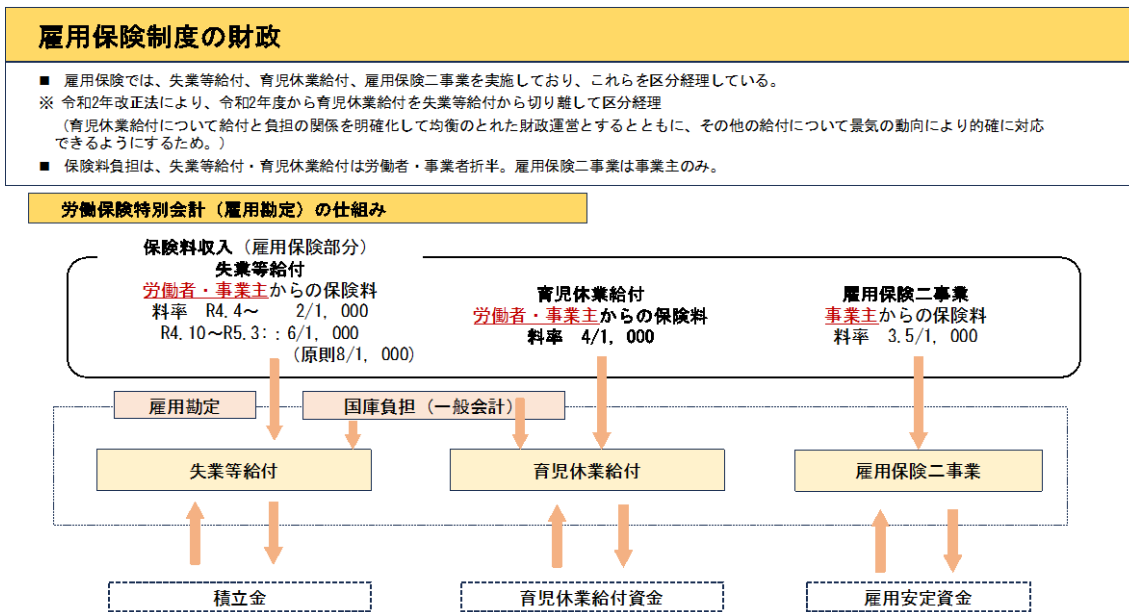 雇用保険制度の財政
■ 雇用保険では、失業等給付、育児休業給付、雇用保険二事業を実施しており、これらを区分経理している。
※ 令和2年改正法により、令和2年度から育児休業給付を失業等給付から切り離して区分経理
（育児休業給付について給付と負担の関係を明確化して均衡のとれた財政運営とするとともに、その他の給付について景気の動向により的確に対応
できるようにするため。）
■ 保険料負担は、失業等給付・育児休業給付は労働者・事業者折半。雇用保険二事業は事業主のみ。
労働保険特別会計（雇用勘定）の仕組み
保険料収入（雇用保険部分）
失業等給付
労働者・事業主からの保険料
料率 R4.4～ 2/1, 000
R4.10～R5.3：：6/1, 000
（原則8/1, 000）
育児休業給付
労働者・事業主からの保険料
料率 4/1, 000
雇用保険二事業
事業主からの保険料
料率 3.5/1, 000
雇用勘定
国庫負担（一般会計）
失業等給付
育児休業給付
雇用保険二事業
積立金
育児休業給付資金
雇用安定資金